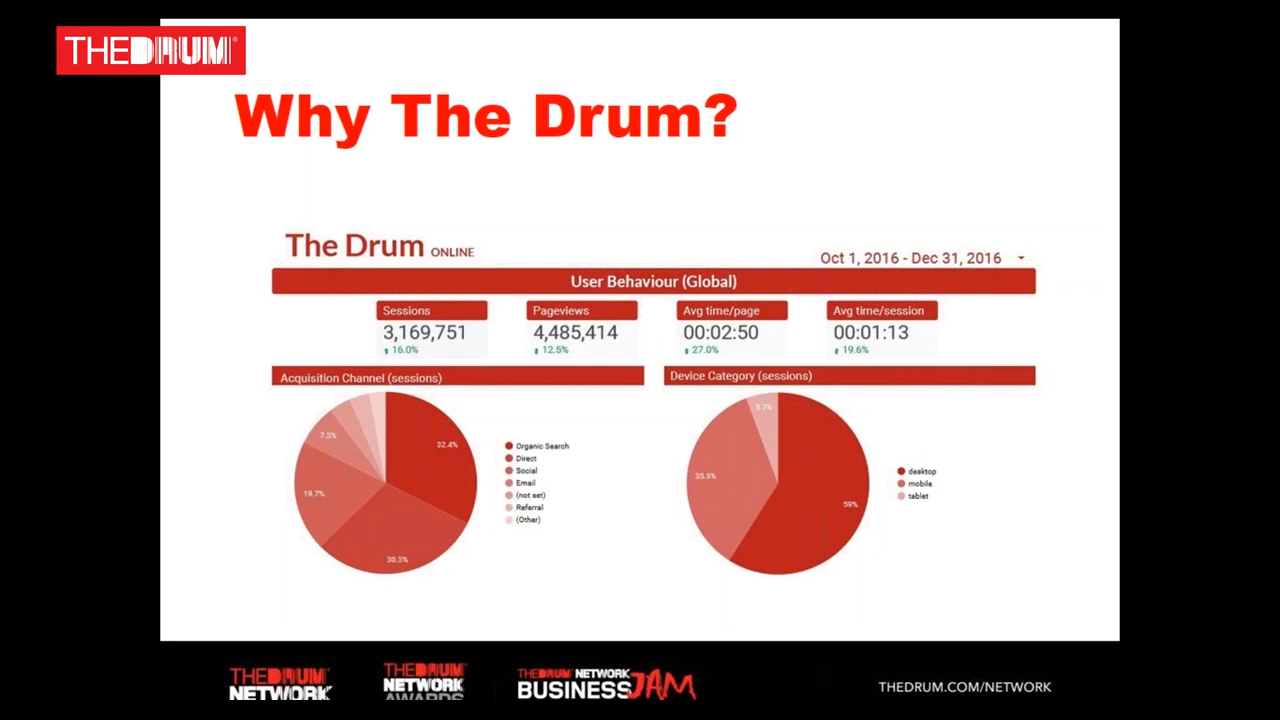 THEDRUM®
Why The Drum?
The Drum ONLINE
Oct 1, 2016 - Dec 31, 2016
User Behaviour (Global)
Sessions
3,169,751
16.0%
Pageviews
4,485,414
12.5%
Avg time/page
00:02:50
27.0%
Avg time/session
00:01:13
19.6%
Acquisition Channel (sessions)
32.4%
30.3%
19.7%
7.3%
Organic Search
Direct
Social
Email
(not set)
Referral
(Other)
Device Category (sessions)
59%
35.3%
5.7%
desktop
mobile
tablet
THEDRUM
NETWORK
THEDRUM
NETWORK
AWARDS
THEDRUM NETWORK
BUSINESS JAM
THEDRUM.COM/NETWORK